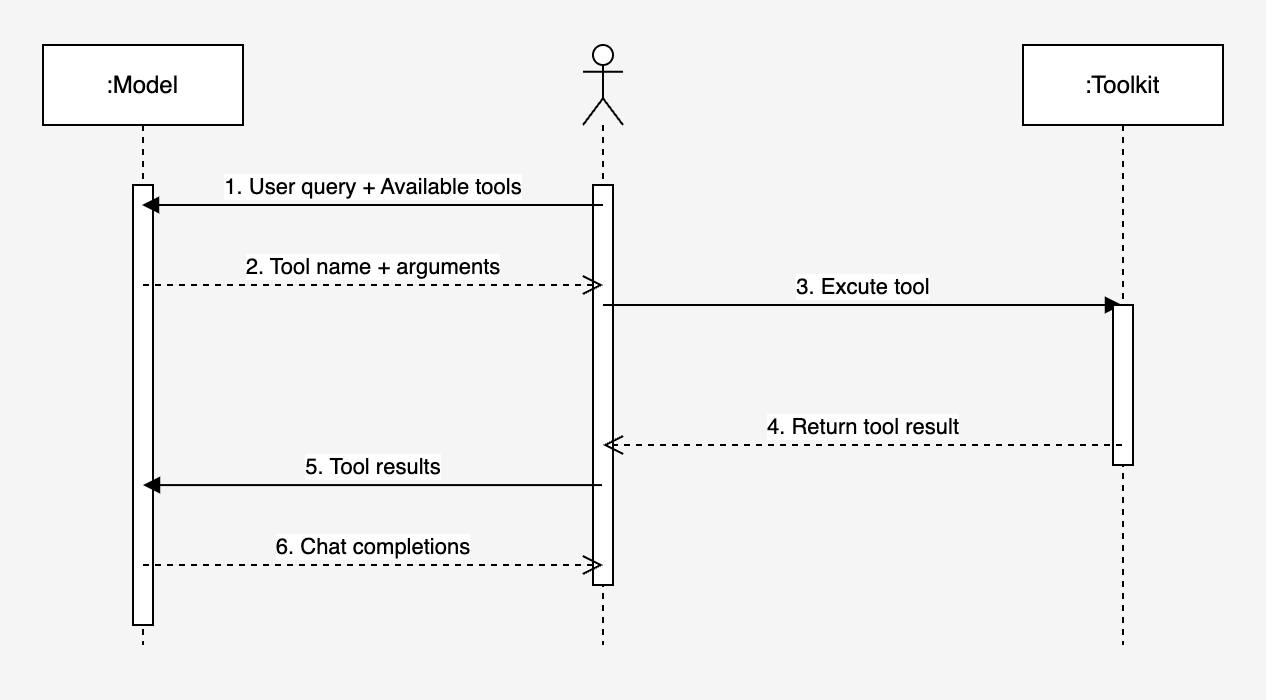 :Model
:Toolkit
1. User query + Available tools
2. Tool name + arguments
3. Excute tool
4. Return tool result
5. Tool results
6. Chat completions